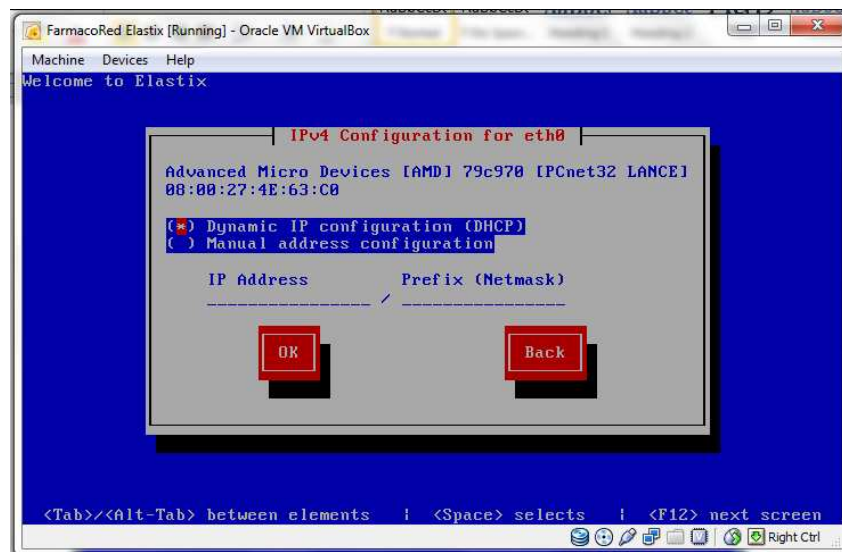 FarmacoRed Elastix [Running] - Oracle VM VirtualBox
Machine Devices Help
Welcome to Elastix
IPv4 Configuration for eth0
Advanced Micro Devices [AMD] 79c970 [PCnet32 LANCE]
08:00:27:4E:63:C0
(*) Dynamic IP configuration (DHCP)
( ) Manual address configuration
IP Address Prefix (Netmask)
________________ / ________________
OK Back
<Tab>/<Alt-Tab> between elements | <Space> selects | <F12> next screen
Right Ctrl